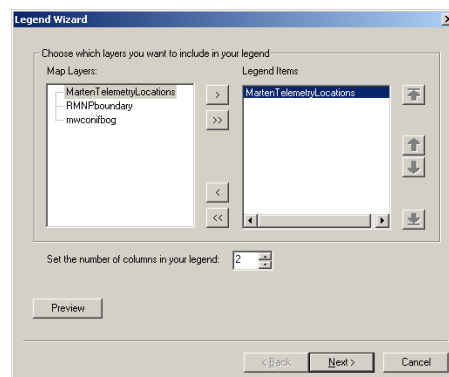 Legend Wizard
Choose which layers you want to include in your legend
Map Layers:
Legend Items
MartenTelemetryLocations
RMNPboundary
mwconifbog
>
>>
<
<<
MartenTelemetryLocations
Set the number of columns in your legend:
2
Preview
< Back
Next >
Cancel